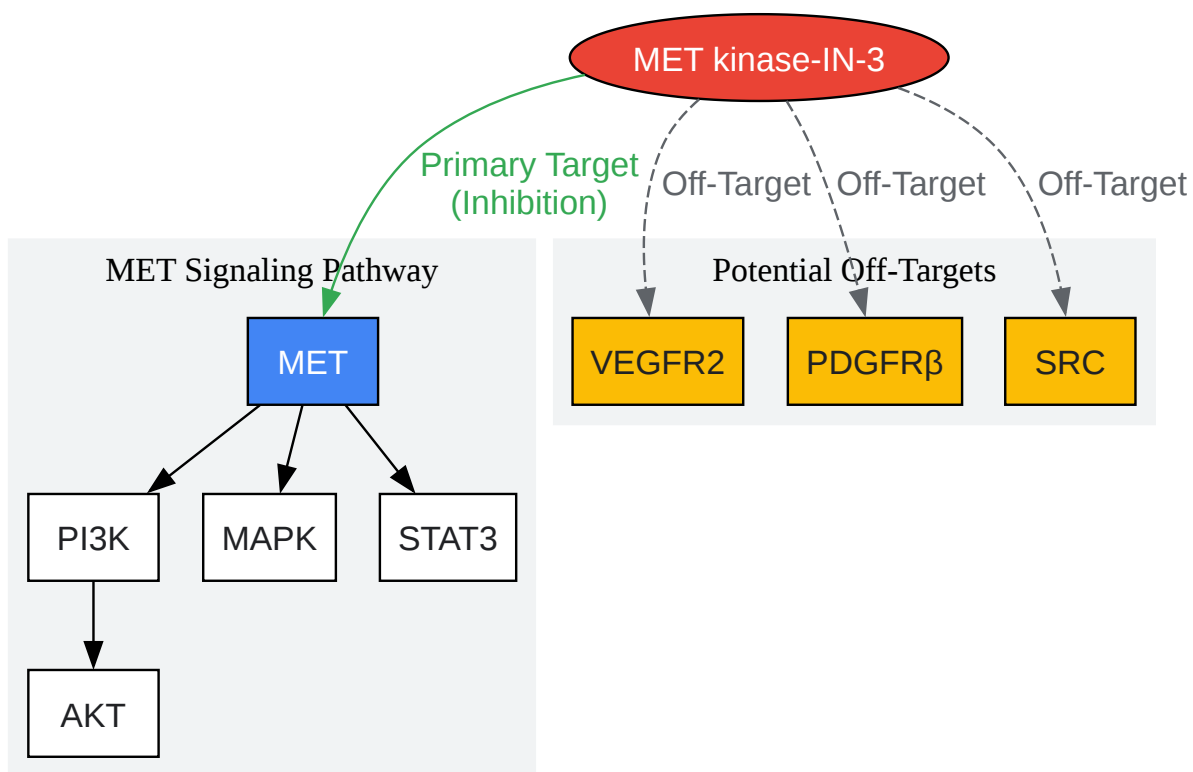 MET kinase-IN-3
Primary Target
(Inhibition)
Off-Target
Off-Target
Off-Target
MET Signaling Pathway
Potential Off-Targets
MET
VEGFR2
PDGFRβ
SRC
PI3K
MAPK
STAT3
AKT